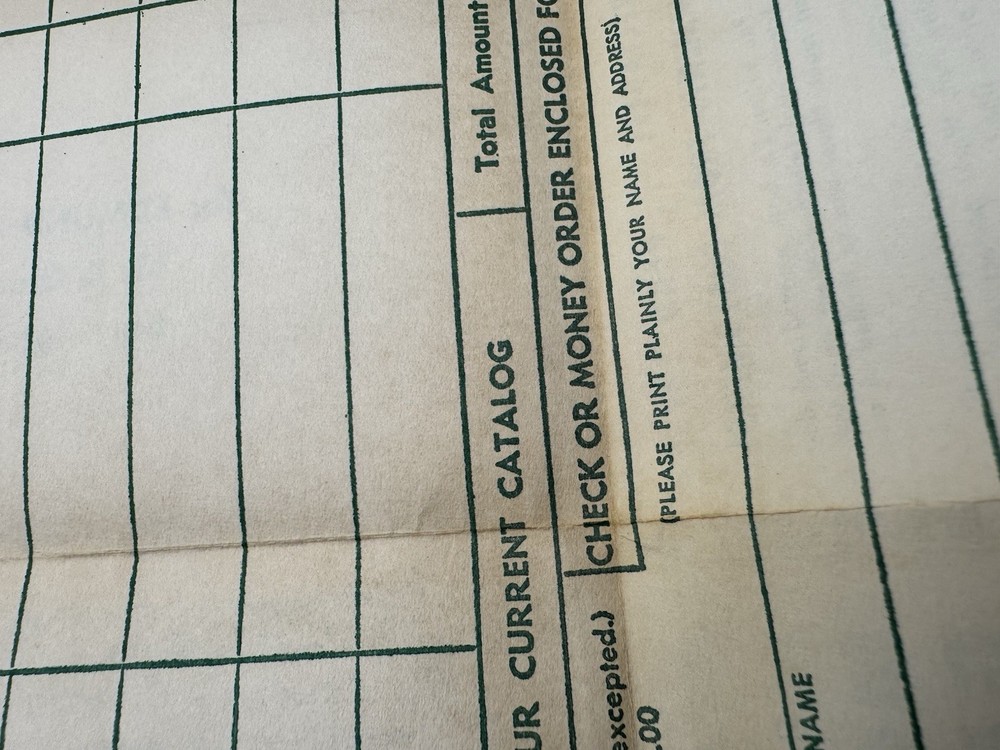 Total Amount
UR CURRENT CATALOG
CHECK OR MONEY ORDER ENCLOSED FO
excepted.)
.00
(PLEASE PRINT PLAINLY YOUR NAME AND ADDRESS)
NAME